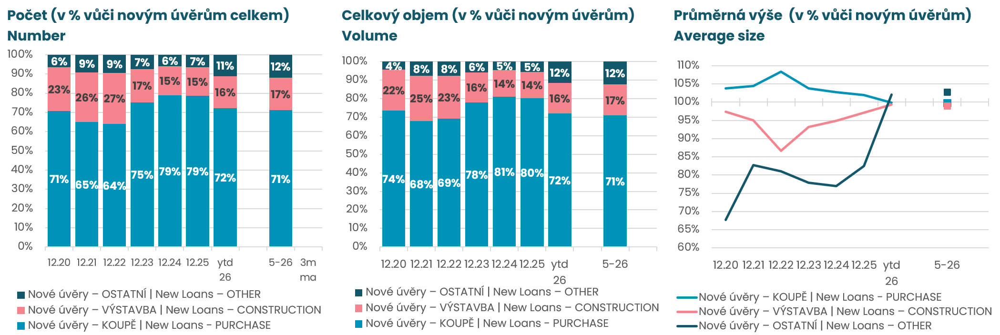 Počet (v % vůči novým úvěrům celkem)
Number
100%
90%
80%
70%
60%
50%
40%
30%
20%
10%
0%
6% 9% 9% 7% 6% 7% 11% 12%
23% 26% 27% 17% 15% 15% 16% 17%
71% 65% 64% 75% 79% 79% 72% 71%
12.20 12.21 12.22 12.23 12.24 12.25 ytd 5-26 3m
26 ma
Nové úvěry – OSTATNÍ | New Loans – OTHER
Nové úvěry – VÝSTAVBA | New Loans – CONSTRUCTION
Nové úvěry – KOUPĚ | New Loans - PURCHASE
Celkový objem (v % vůči novým úvěrům)
Volume
100%
90%
80%
70%
60%
50%
40%
30%
20%
10%
0%
4% 8% 8% 6% 5% 5% 12% 12%
22% 25% 23% 16% 14% 14% 16% 17%
74% 68% 69% 78% 81% 80% 72% 71%
12.20 12.21 12.22 12.23 12.24 12.25 ytd 5-26
26
Nové úvěry – OSTATNÍ | New Loans – OTHER
Nové úvěry – VÝSTAVBA | New Loans – CONSTRUCTION
Nové úvěry – KOUPĚ | New Loans - PURCHASE
Průměrná výše (v % vůči novým úvěrům)
Average size
110%
105%
100%
95%
90%
85%
80%
75%
70%
65%
60%
12.20 12.21 12.22 12.23 12.24 12.25 ytd 5-26
26
Nové úvěry – KOUPĚ | New Loans - PURCHASE
Nové úvěry – VÝSTAVBA | New Loans – CONSTRUCTION
Nové úvěry – OSTATNÍ | New Loans – OTHER